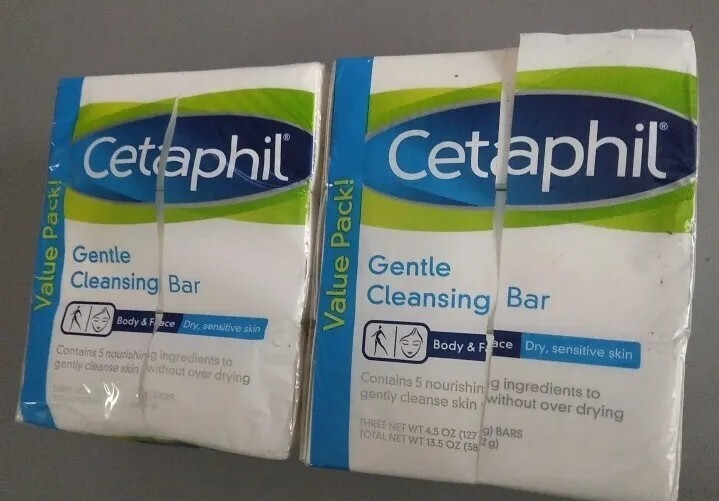 Value Pack!
Cetaphil®
Gentle
Cleansing Bar
Body & Face Dry, sensitive skin
Contains 5 nourishing ingredients to
gently cleanse skin without over drying
Value Pack!
Cetaphil®
Gentle
Cleansing Bar
Body & Face Dry, sensitive skin
Contains 5 nourishing ingredients to
gently cleanse skin without over drying
THREE NET WT 4.5 OZ (127 g) BARS
TOTAL NET WT 13.5 OZ (382 g)